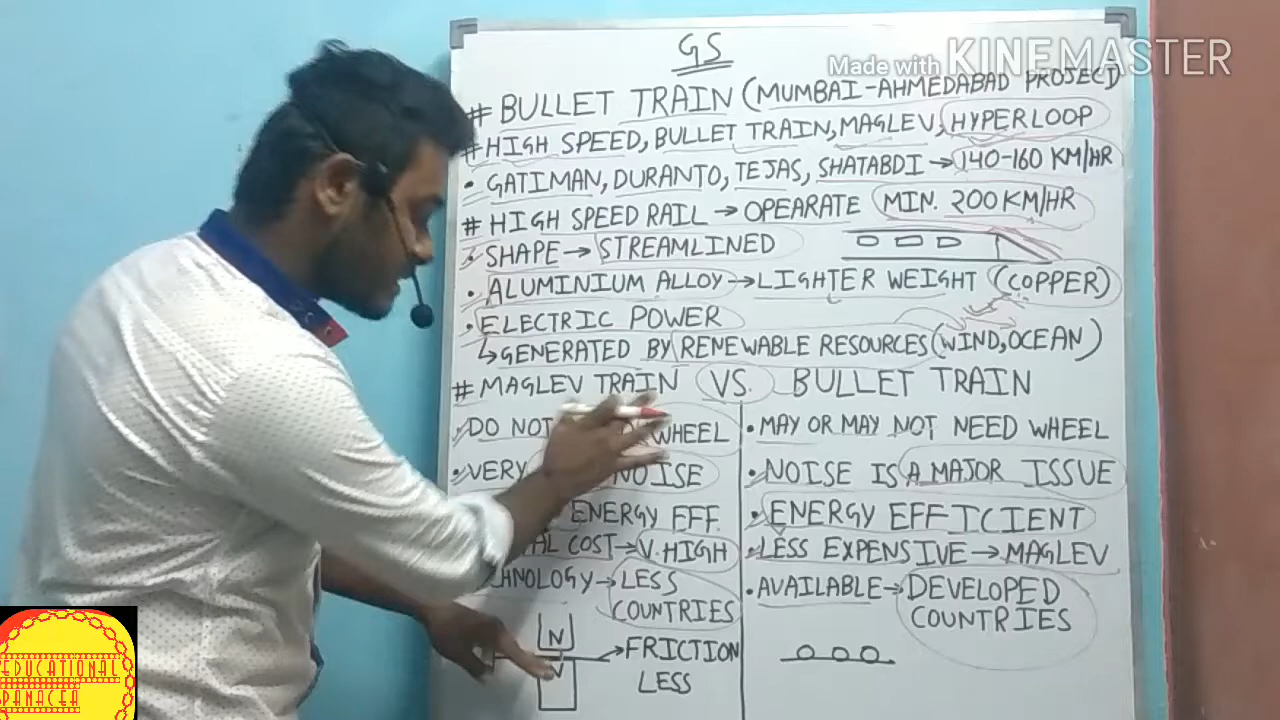 GS
Made with KINEMASTER
# BULLET TRAIN (MUMBAI-AHMEDABAD PROJECT)
# HIGH SPEED, BULLET TRAIN, MAGLEV, HYPERLOOP
• GATIMAN, DURANTO, TEJAS, SHATABDI → 140-160 KM/HR
# HIGH SPEED RAIL → OPEARATE MIN. 200 KM/HR
• SHAPE → STREAMLINED
• ALUMINIUM ALLOY → LIGHTER WEIGHT (COPPER)
• ELECTRIC POWER
↳ GENERATED BY RENEWABLE RESOURCES (WIND, OCEAN)
# MAGLEV TRAIN VS. BULLET TRAIN
• DO NOT WHEEL
• VERY NOISE
ENERGY EFF.
COST → V. HIGH
→ LESS
COUNTRIES
N
N
→ FRICTION
LESS
• MAY OR MAY NOT NEED WHEEL
• NOISE IS A MAJOR ISSUE
• ENERGY EFFICIENT
• LESS EXPENSIVE → MAGLEV
• AVAILABLE → DEVELOPED
COUNTRIES
EDUCATIONAL
PANACEA